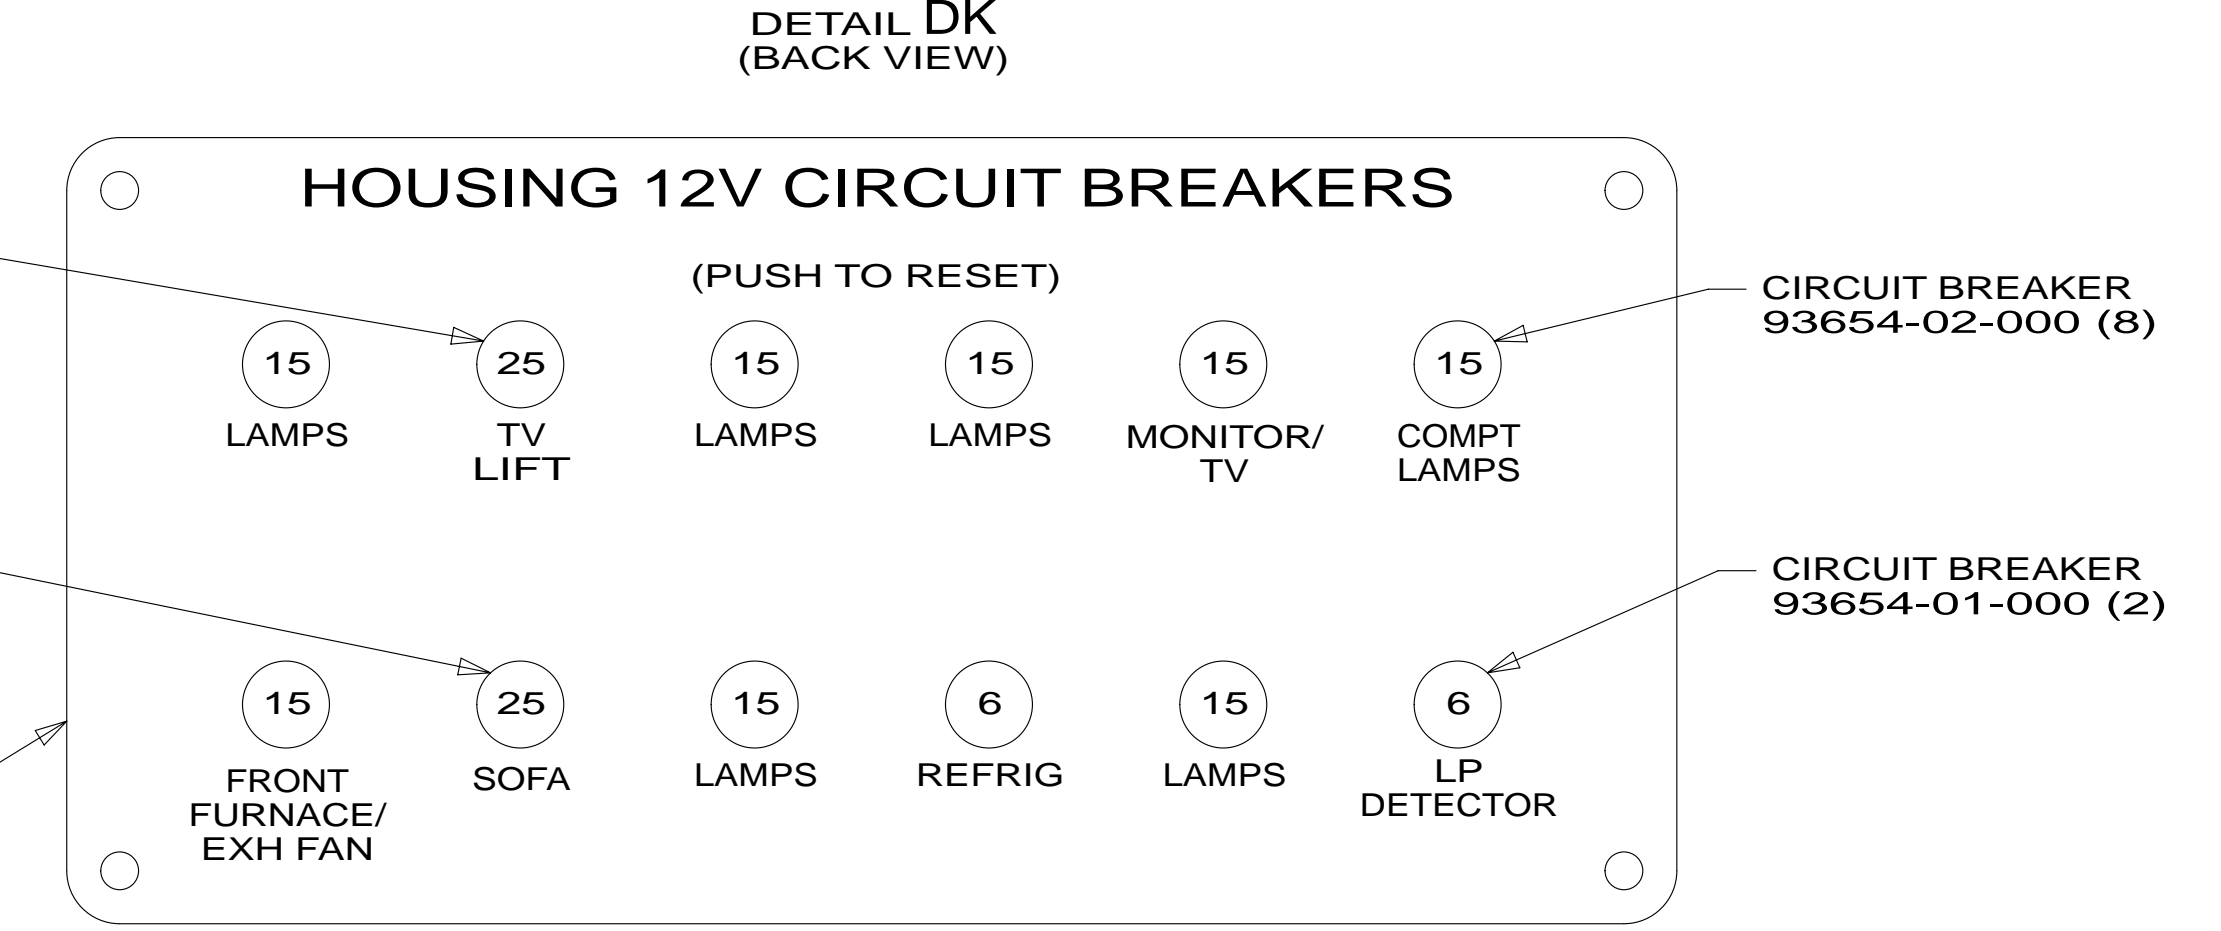 DETAIL DK
(BACK VIEW)
HOUSING 12V CIRCUIT BREAKERS
(PUSH TO RESET)
15
LAMPS
25
TV
LIFT
15
LAMPS
15
LAMPS
15
MONITOR/
TV
15
COMPT
LAMPS
CIRCUIT BREAKER
93654-02-000 (8)
15
FRONT
FURNACE/
EXH FAN
25
SOFA
15
LAMPS
6
REFRIG
15
LAMPS
6
LP
DETECTOR
CIRCUIT BREAKER
93654-01-000 (2)